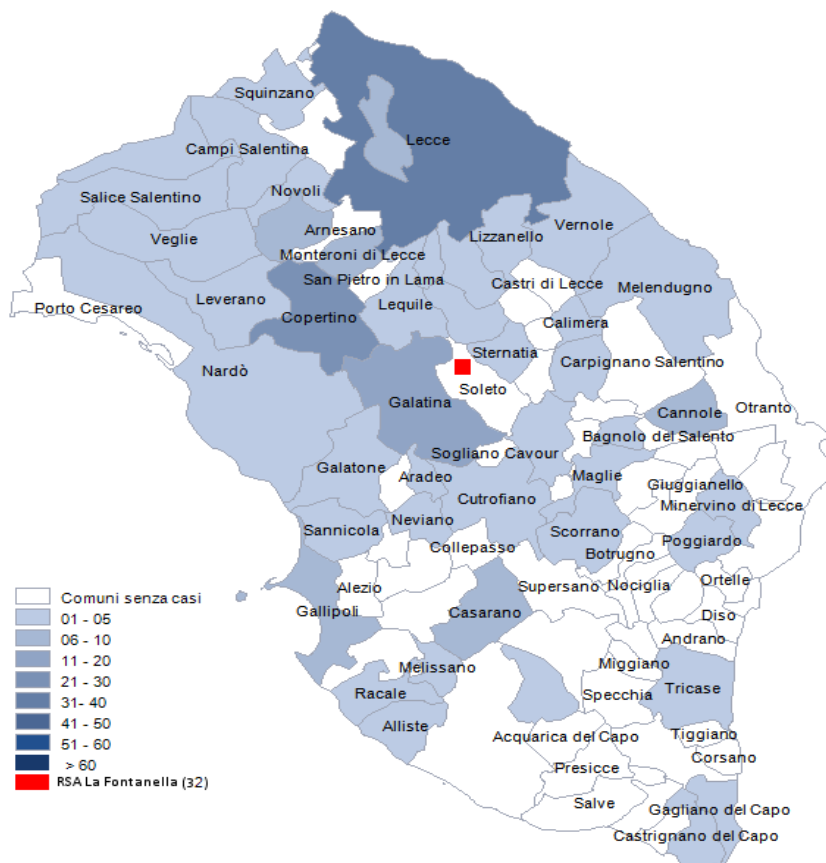 Squinzano
Lecce
Campi Salentina
Novoli
Salice Salentino
Vernole
Arnesano
Lizzanello
Veglie
Monteroni di Lecce
San Pietro in Lama
Castri di Lecce
Melendugno
Leverano
Porto Cesareo
Lequile
Copertino
Calimera
Sternatia
Carpignano Salentino
Nardò
Soleto
Galatina
Cannole
Otranto
Bagnolo del Salento
Sogliano Cavour
Galatone
Aradeo
Maglie
Giuggianello
Cutrofiano
Minervino di Lecce
Neviano
Sannicola
Scorrano
Poggiardo
Collepasso
Botrugno
Ortelle
Alezio
Supersano
Nociglia
Gallipoli
Casarano
Diso
Andrano
Miggiano
Melissano
Racale
Specchia
Tricase
Alliste
Acquarica del Capo
Tiggiano
Corsano
Presicce
Salve
Gagliano del Capo
Castrignano del Capo
Comuni senza casi
01 - 05
06 - 10
11 - 20
21 - 30
31- 40
41 - 50
51 - 60
> 60
RSA La Fontanella (32)